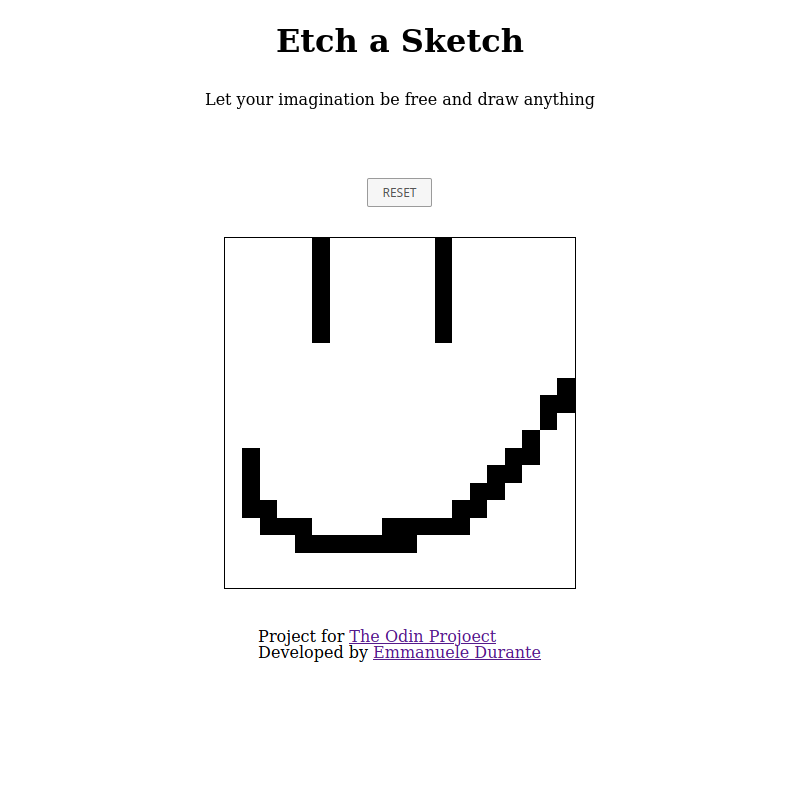 Etch a Sketch
Let your imagination be free and draw anything
RESET
Project for The Odin Projoect
Developed by Emmanuele Durante